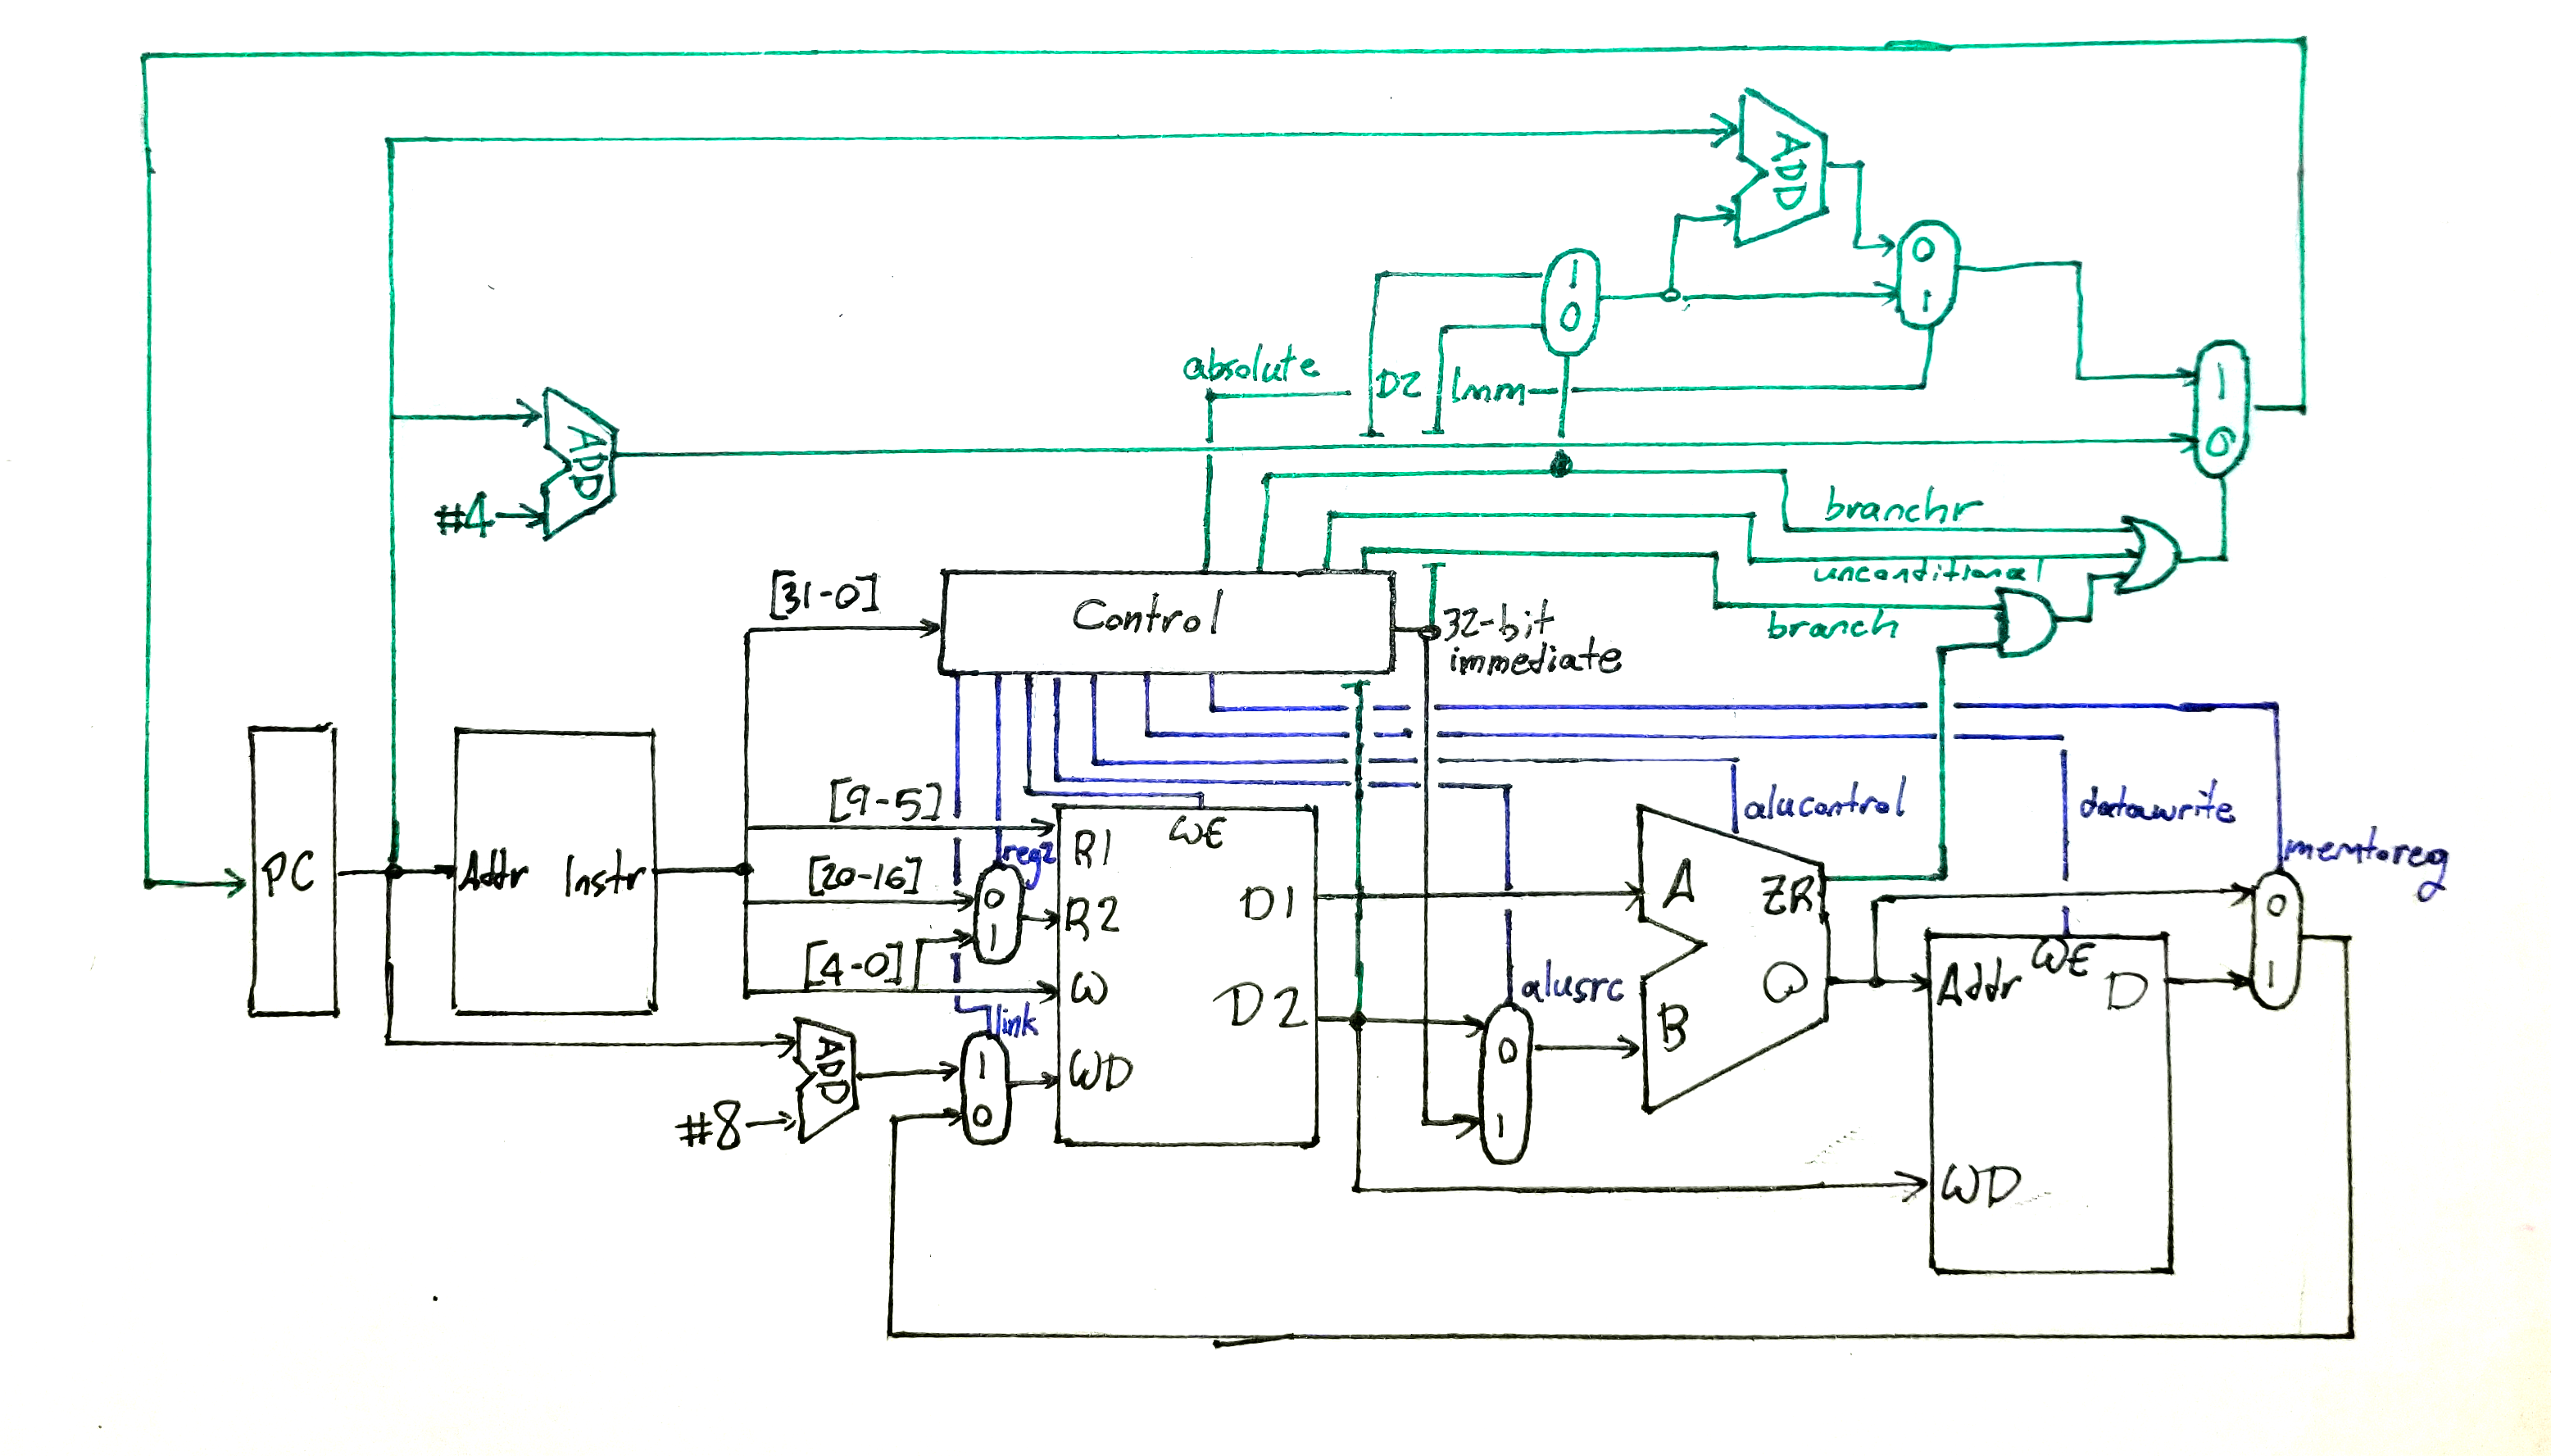 ADD
0
1
1
0
absolute
D2
Imm
1
0
ADD
#4
branchr
unconditional
branch
[31-0]
Control
32-bit
immediate
[9-5]
WE
alucontrol
datawrite
memtoreg
PC
Addr
Instr
reg2
R1
[20-16]
0
1
R2
D1
A
ZR
0
1
[4-0]
W
D2
alusrc
Q
Addr
WE
D
link
ADD
1
0
WD
0
1
B
#8
WD